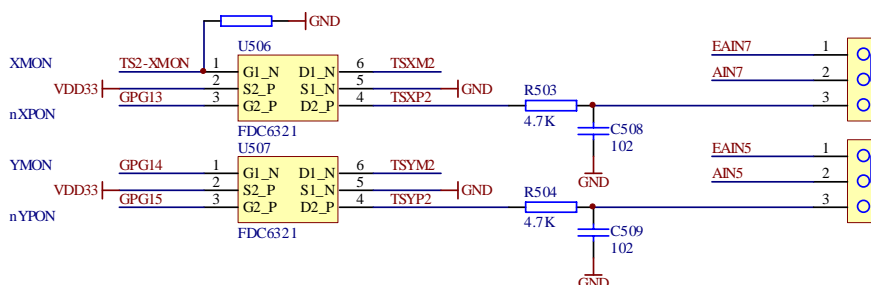 GND
U506
XMON TS2-XMON 1 G1_N D1_N 6 TSXM2 EAIN7 1
VDD33 2 S2_P S1_N 5 GND AIN7 2
nXPON GPG13 3 G2_P D2_P 4 TSXP2 R503 3
FDC6321 4.7K C508
102
GND
U507
YMON GPG14 1 G1_N D1_N 6 TSYM2 EAIN5 1
VDD33 2 S2_P S1_N 5 GND AIN5 2
nYPON GPG15 3 G2_P D2_P 4 TSYP2 R504 3
FDC6321 4.7K C509
102
GND